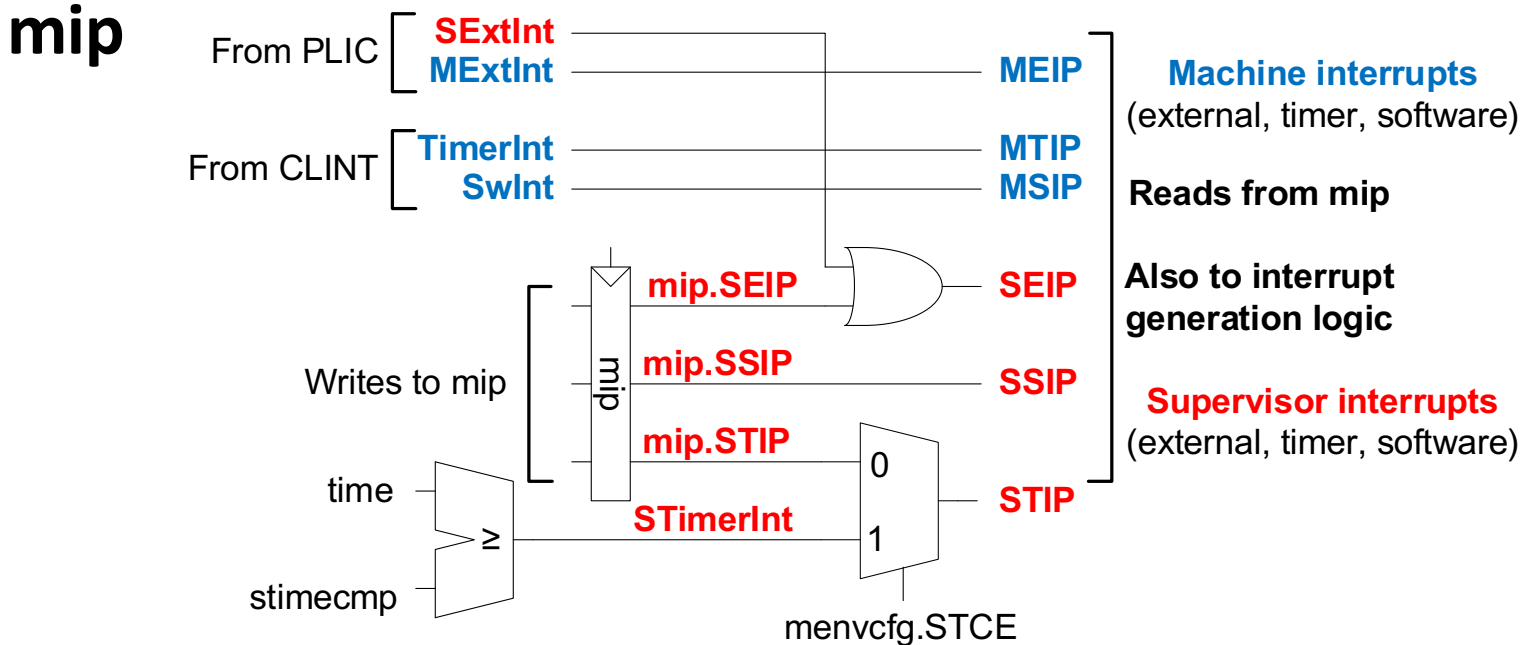 mip
From PLIC
SExtInt
MExtInt
MEIP
Machine interrupts
(external, timer, software)
From CLINT
TimerInt
SwInt
MTIP
MSIP
Reads from mip
mip.SEIP
SEIP
Also to interrupt
generation logic
Writes to mip
mip
mip.SSIP
SSIP
Supervisor interrupts
(external, timer, software)
mip.STIP
0
STIP
time
STimerInt
≥
1
stimecmp
menvcfg.STCE